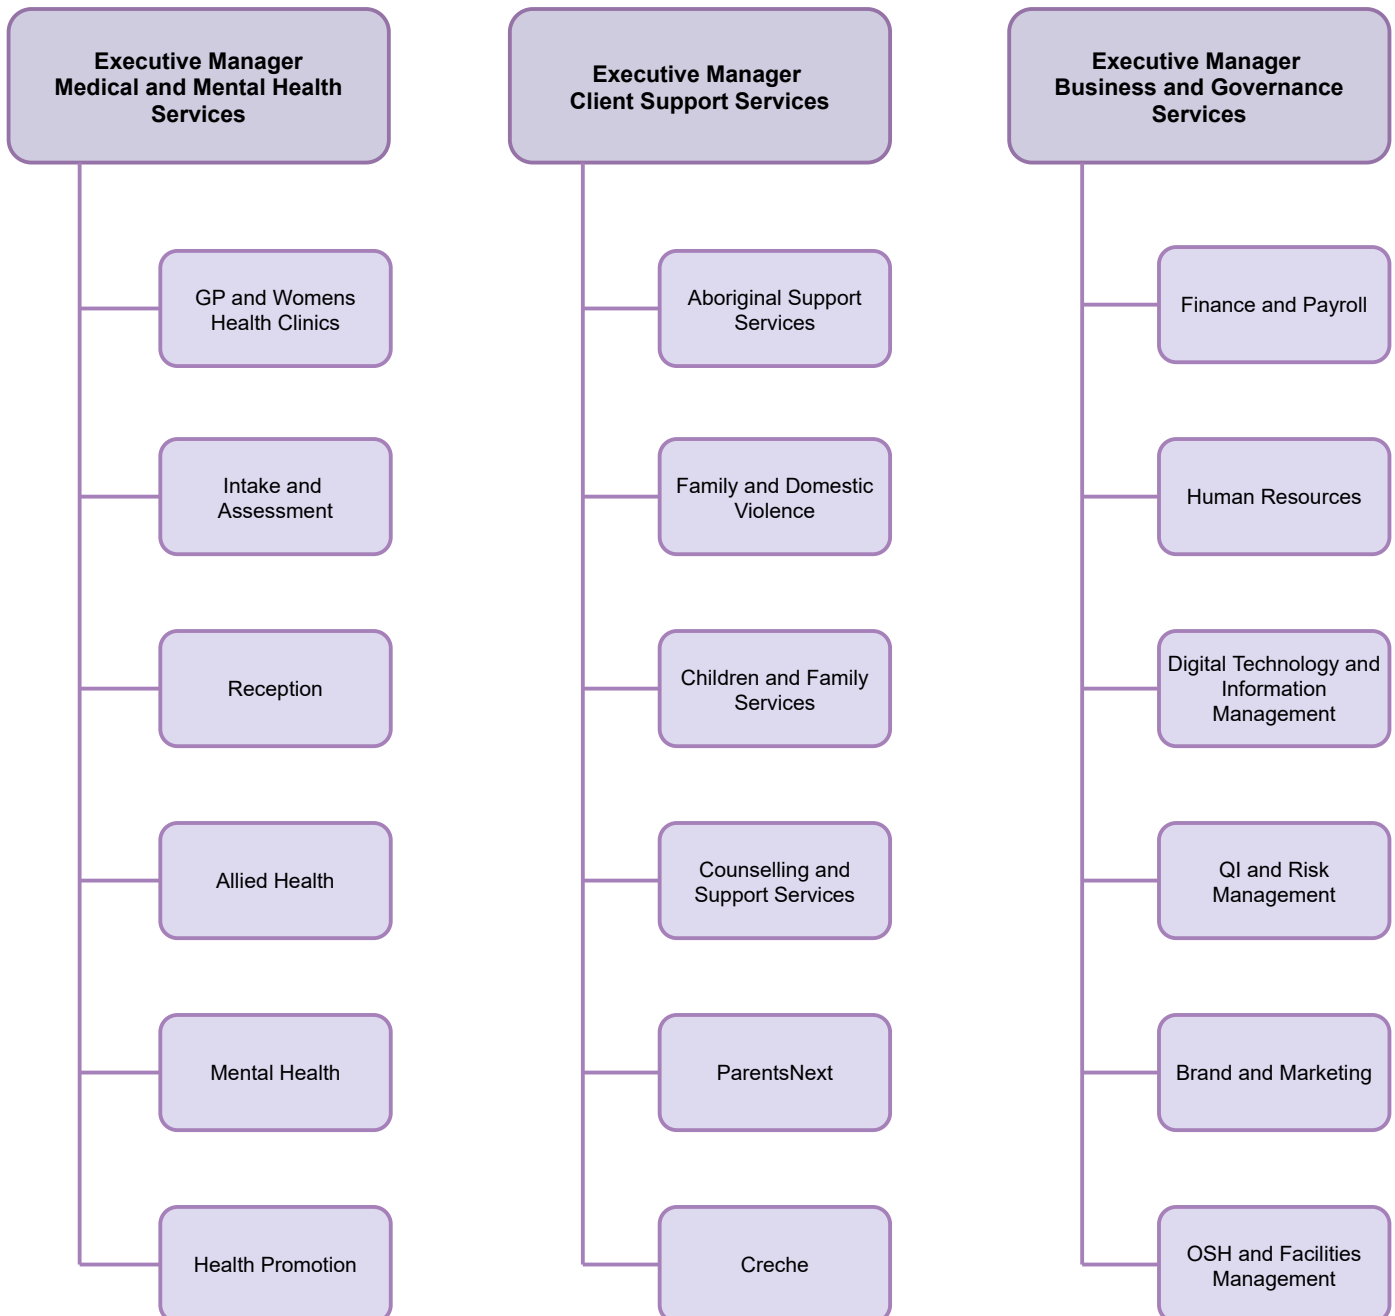 Executive Manager
Medical and Mental Health
Services
GP and Womens
Health Clinics
Intake and
Assessment
Reception
Allied Health
Mental Health
Health Promotion
Executive Manager
Client Support Services
Aboriginal Support
Services
Family and Domestic
Violence
Children and Family
Services
Counselling and
Support Services
ParentsNext
Creche
Executive Manager
Business and Governance
Services
Finance and Payroll
Human Resources
Digital Technology and
Information
Management
QI and Risk
Management
Brand and Marketing
OSH and Facilities
Management